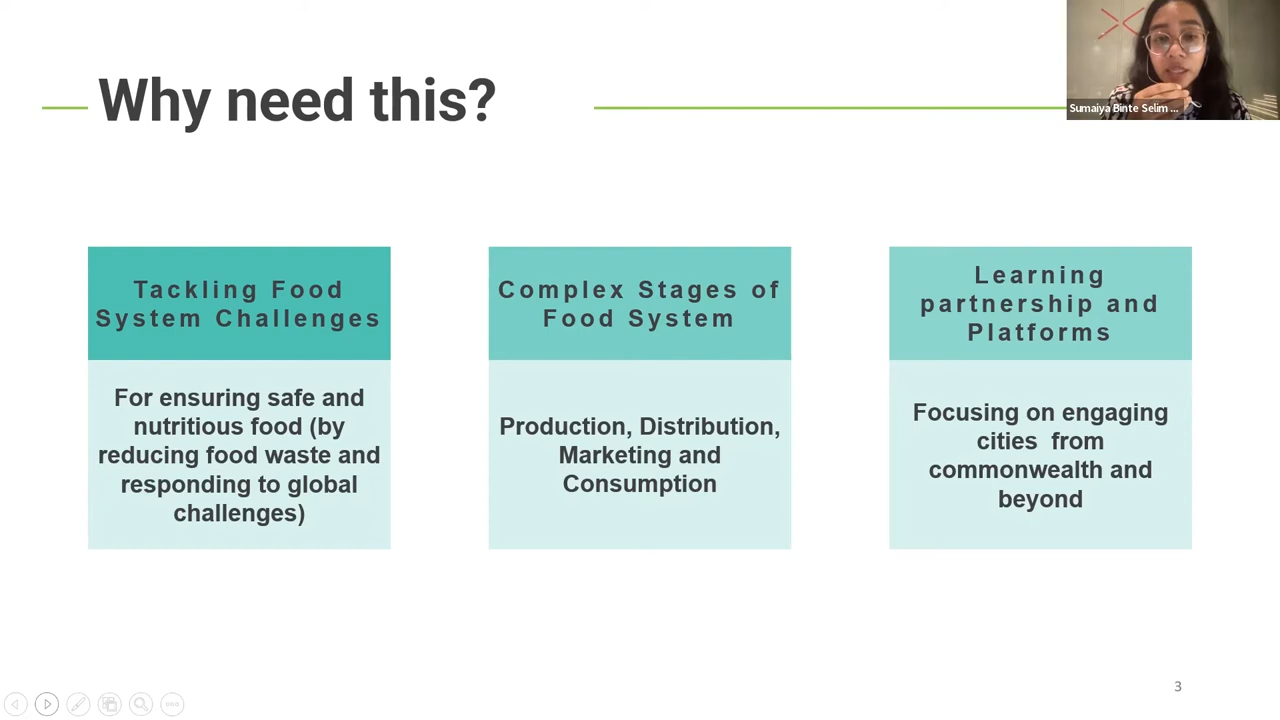 Why need this?
Sumaiya Binte Selim ...
Tackling Food
System Challenges
For ensuring safe and
nutritious food (by
reducing food waste and
responding to global
challenges)
Complex Stages of
Food System
Production, Distribution,
Marketing and
Consumption
Learning
partnership and
Platforms
Focusing on engaging
cities from
commonwealth and
beyond
3